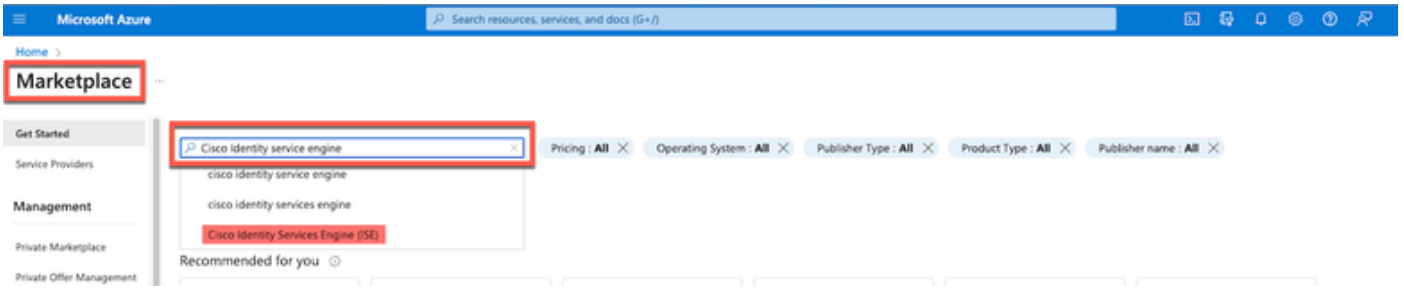 Microsoft Azure
Search resources, services, and docs (G+/)
Home >
Marketplace ...
Get Started
Service Providers
Management
Private Marketplace
Private Offer Management
Cisco Identity service engine
Pricing : All
Operating System : All
Publisher Type : All
Product Type : All
Publisher name : All
cisco identity service engine
cisco identity services engine
Cisco Identity Services Engine (ISE)
Recommended for you